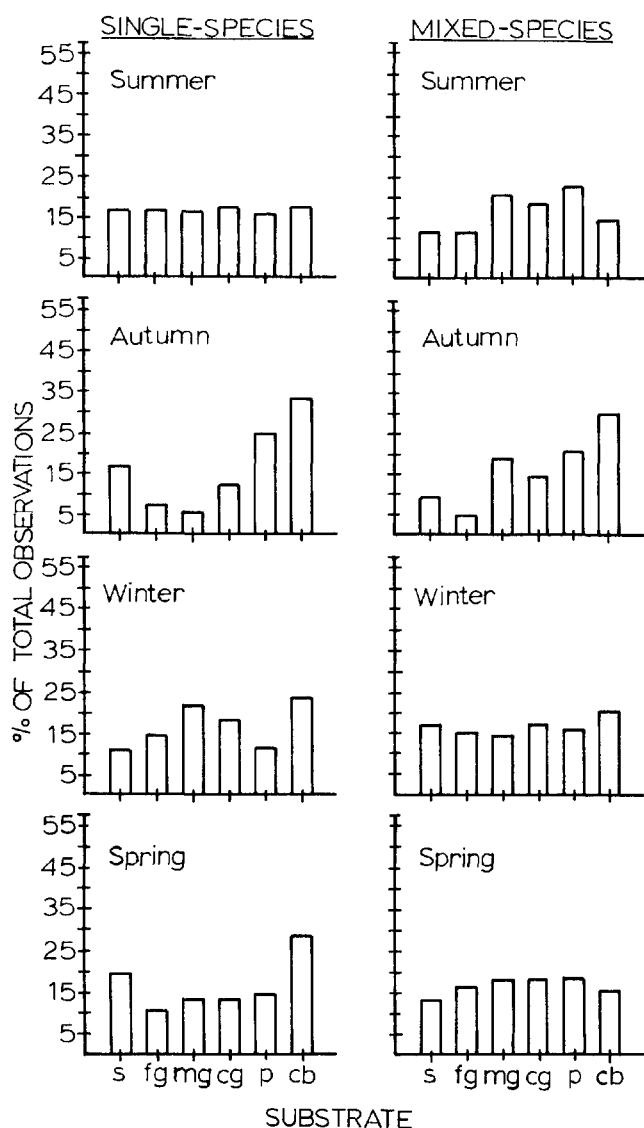 SINGLE-SPECIES
MIXED-SPECIES
% OF TOTAL OBSERVATIONS
55
45
35
25
15
5
Summer
Summer
55
45
35
25
15
5
Autumn
Autumn
55
45
35
25
15
5
Winter
Winter
55
45
35
25
15
5
Spring
Spring
s fg mg cg p cb
s fg mg cg p cb
SUBSTRATE